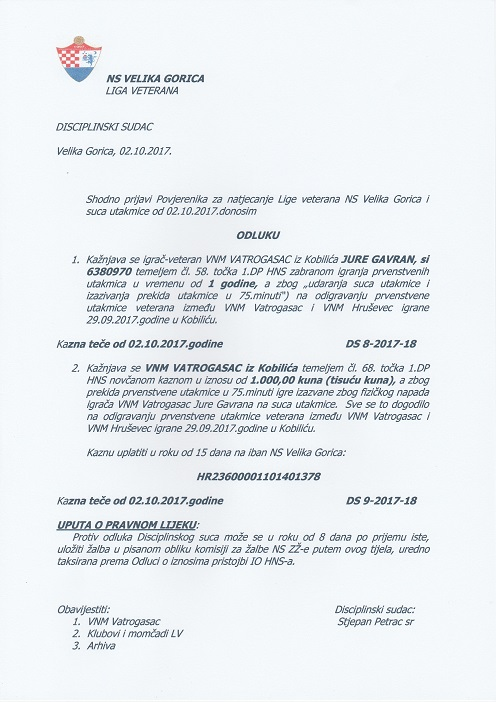 NS VELIKA GORICA
LIGA VETERANA
DISCIPLINSKI SUDAC
Velika Gorica, 02.10.2017.
Shodno prijavi Povjerenika za natjecanje Lige veterana NS Velika Gorica i
suca utakmice od 02.10.2017.donosim
ODLUKU
1. Kažnjava se igrač-veteran VNM VATROGASAC iz Kobilića JURE GAVRAN, si
6380970 temeljem čl. 58. točka 1.DP HNS zabranom igranja prvenstvenih
utakmica u vremenu od 1 godine, a zbog „udaranja suca utakmice i
izazivanja prekida utakmice u 75.minuti") na odigravanju prvenstvene
utakmice veterana između VNM Vatrogasac i VNM Hruševec igrane
29.09.2017.godine u Kobiliću.
Kazna teče od 02.10.2017.godine DS 8-2017-18
2. Kažnjava se VNM VATROGASAC iz Kobilića temeljem čl. 68. točka 1.DP
HNS novčanom kaznom u iznosu od 1.000,00 kuna (tisuću kuna), a zbog
prekida prvenstvene utakmice u 75.minuti igre izazvane zbog fizičkog napada
igrača VNM Vatrogasac Jure Gavrana na suca utakmice. Sve se to dogodilo
na odigravanju prvenstvene utakmice veterana između VNM Vatrogasac i
VNM Hruševec igrane 29.09.2017.godine u Kobiliću.
Kaznu uplatiti u roku od 15 dana na iban NS Velika Gorica:
HR23600001101401378
Kazna teče od 02.10.2017.godine DS 9-2017-18
UPUTA O PRAVNOM LIJEKU:
Protiv odluka Disciplinskog suca može se u roku od 8 dana po prijemu iste,
uložiti žalba u pisanom obliku komisiji za žalbe NS ZŽ-e putem ovog tijela, uredno
taksirana prema Odluci o iznosima pristojbi IO HNS-a.
Obavijestiti: Disciplinski sudac:
1. VNM Vatrogasac Stjepan Petrac sr
2. Klubovi i momčadi LV
3. Arhiva